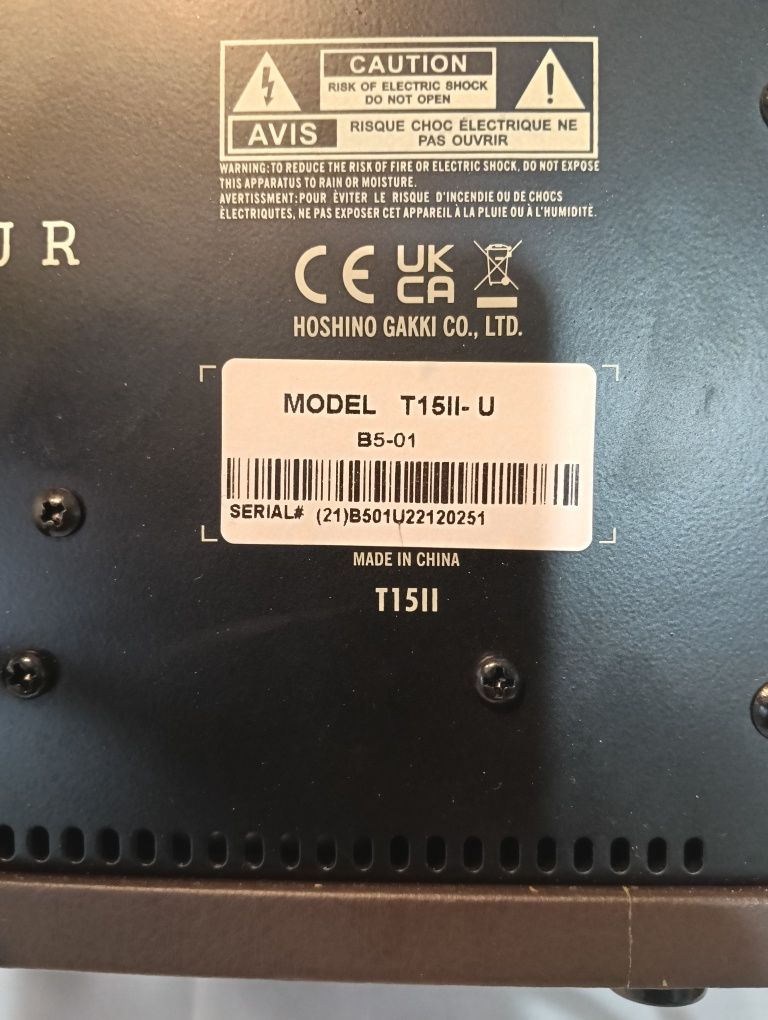 CAUTION
RISK OF ELECTRIC SHOCK
DO NOT OPEN
AVIS
RISQUE CHOC ÉLECTRIQUE NE
PAS OUVRIR
WARNING:TO REDUCE THE RISK OF FIRE OR ELECTRIC SHOCK, DO NOT EXPOSE
THIS APPARATUS TO RAIN OR MOISTURE.
AVERTISSEMENT:POUR ÉVITER LE RISQUE D'INCENDIE OU DE CHOCS
ÉLECTRIQUTES, NE PAS EXPOSER CET APPAREIL À LA PLUIE OU À L'HUMIDITÉ.
UR
CE UK
CA
HOSHINO GAKKI CO., LTD.
MODEL T15II-U
B5-01
SERIAL# (21)B501U22120251
MADE IN CHINA
T15II